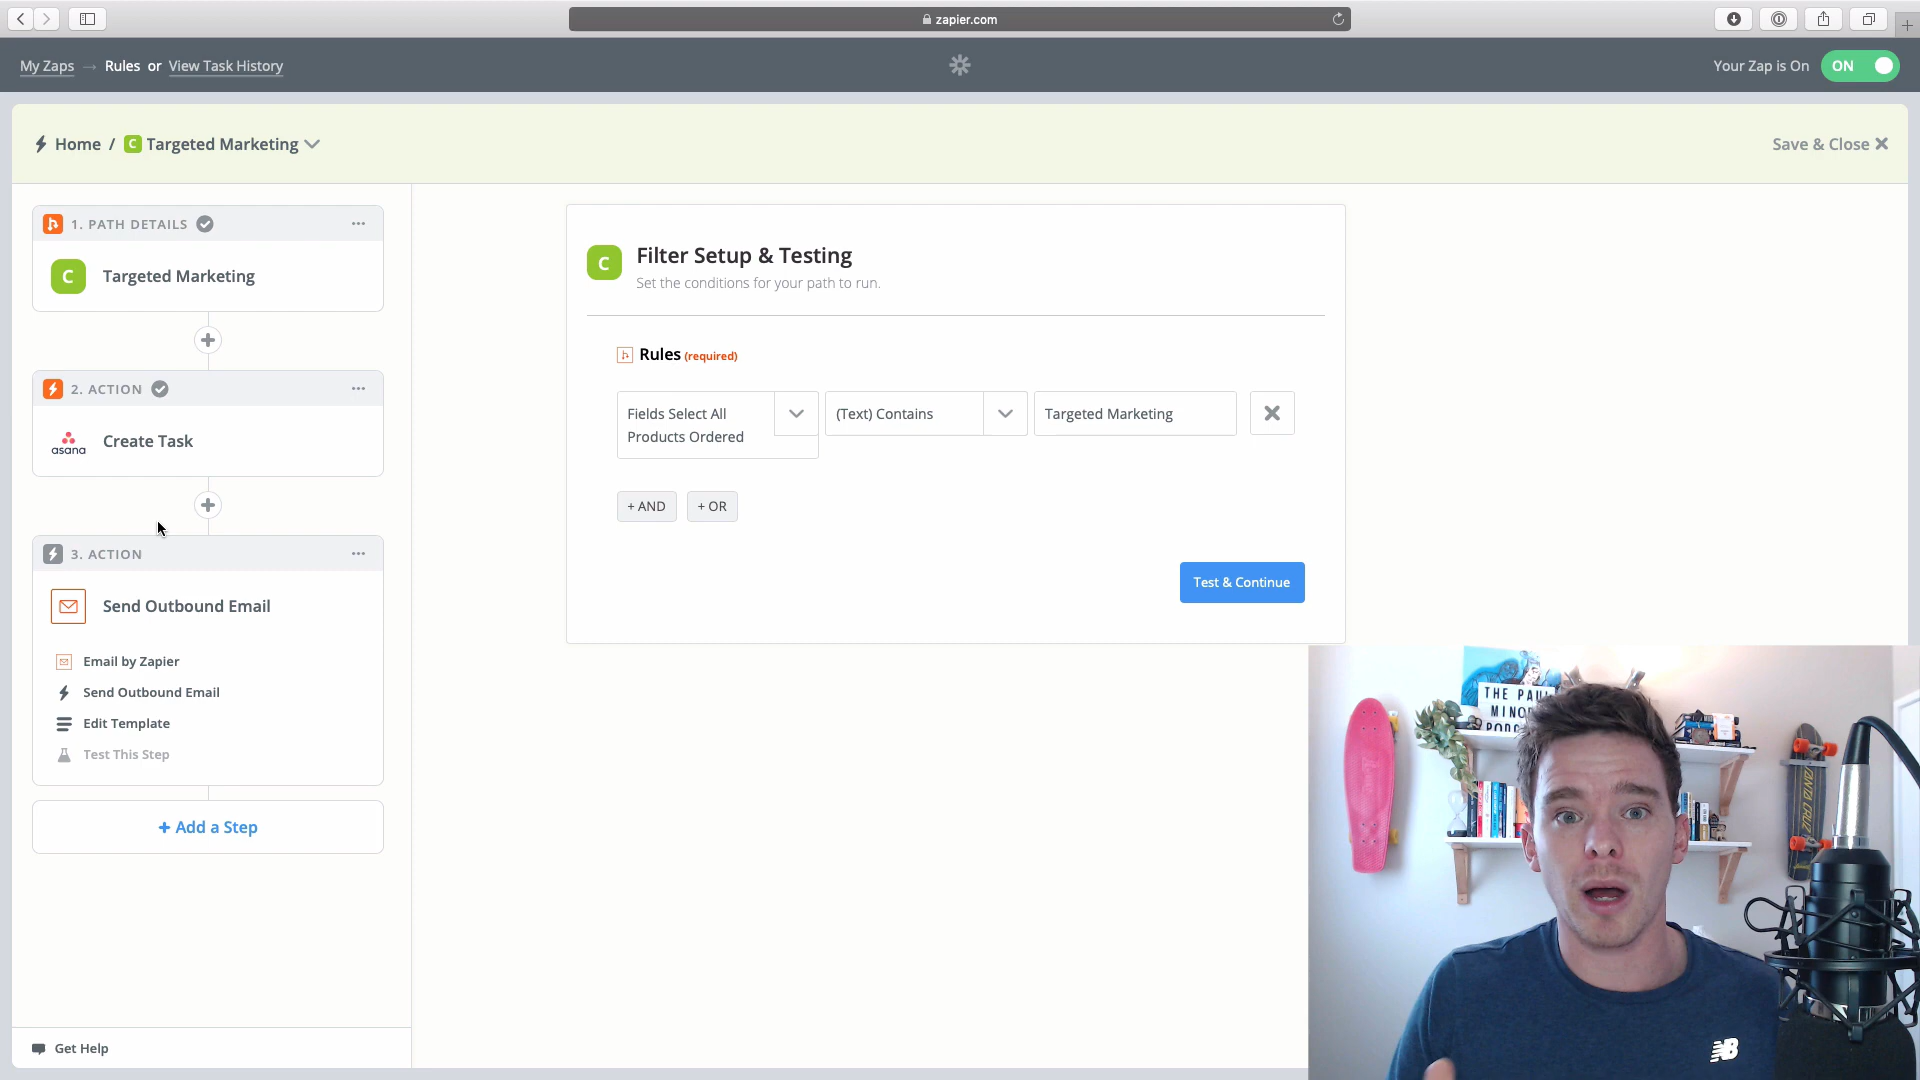 zapier.com
My Zaps → Rules or View Task History
Your Zap is On
ON
Home / C Targeted Marketing
Save & Close
1. PATH DETAILS
C Targeted Marketing
2. ACTION
asana
Create Task
3. ACTION
Send Outbound Email
Email by Zapier
Send Outbound Email
Edit Template
Test This Step
+ Add a Step
Get Help
C
Filter Setup & Testing
Set the conditions for your path to run.
Rules (required)
Fields Select All
Products Ordered
(Text) Contains
Targeted Marketing
+ AND
+ OR
Test & Continue
THE PAUL
MINOR
NB